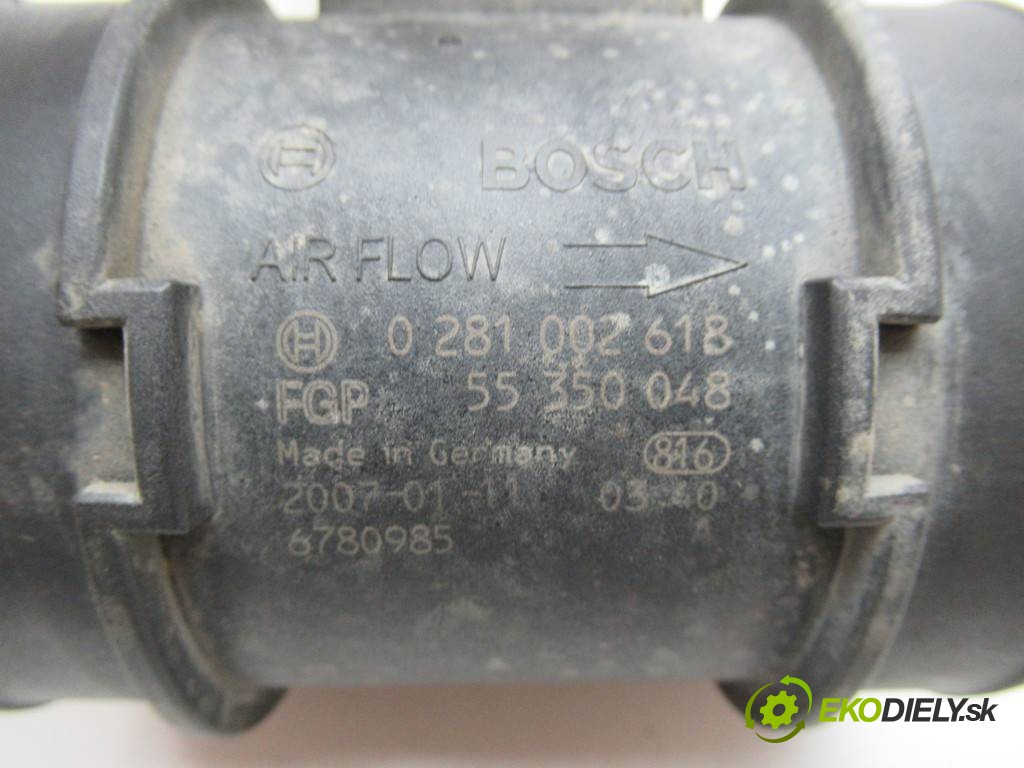 BOSCH
AIR FLOW
0 281 002 618
FGP 55 350 048
Made in Germany 816
2007-01-11 03:40
6780985 A
EKODIELY.sk